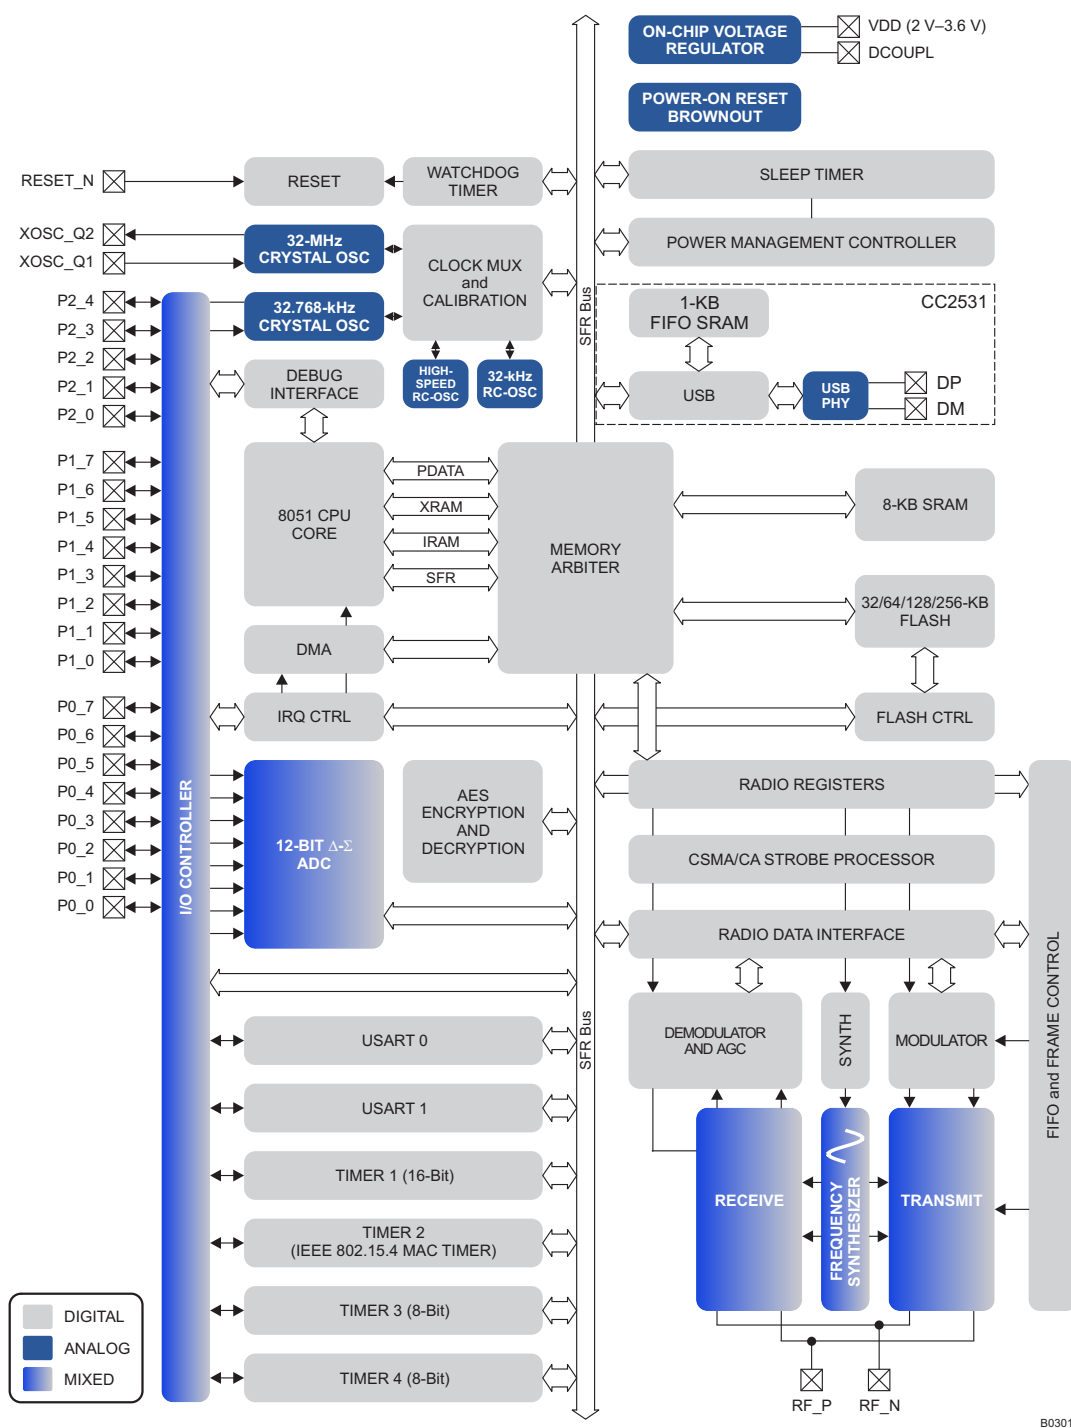 ON-CHIP VOLTAGE
REGULATOR
VDD (2 V–3.6 V)
DCOUPL
POWER-ON RESET
BROWNOUT
RESET_N
RESET
WATCHDOG
TIMER
SLEEP TIMER
XOSC_Q2
XOSC_Q1
32-MHz
CRYSTAL OSC
CLOCK MUX
and
CALIBRATION
POWER MANAGEMENT CONTROLLER
SFR Bus
P2_4
P2_3
P2_2
P2_1
P2_0
32.768-kHz
CRYSTAL OSC
HIGH-
SPEED
RC-OSC
32-kHz
RC-OSC
1-KB
FIFO SRAM
CC2531
DEBUG
INTERFACE
USB
USB
PHY
DP
DM
P1_7
P1_6
P1_5
P1_4
P1_3
P1_2
P1_1
P1_0
8051 CPU
CORE
PDATA
XRAM
IRAM
SFR
MEMORY
ARBITER
8-KB SRAM
32/64/128/256-KB
FLASH
DMA
IRQ CTRL
FLASH CTRL
P0_7
P0_6
P0_5
P0_4
P0_3
P0_2
P0_1
P0_0
I/O CONTROLLER
12-BIT Δ-Σ
ADC
AES
ENCRYPTION
AND
DECRYPTION
RADIO REGISTERS
CSMA/CA STROBE PROCESSOR
RADIO DATA INTERFACE
FIFO and FRAME CONTROL
SFR Bus
USART 0
USART 1
TIMER 1 (16-Bit)
TIMER 2
(IEEE 802.15.4 MAC TIMER)
TIMER 3 (8-Bit)
TIMER 4 (8-Bit)
DEMODULATOR
AND AGC
SYNTH
MODULATOR
RECEIVE
FREQUENCY
SYNTHESIZER
TRANSMIT
RF_P
RF_N
DIGITAL
ANALOG
MIXED
B0301